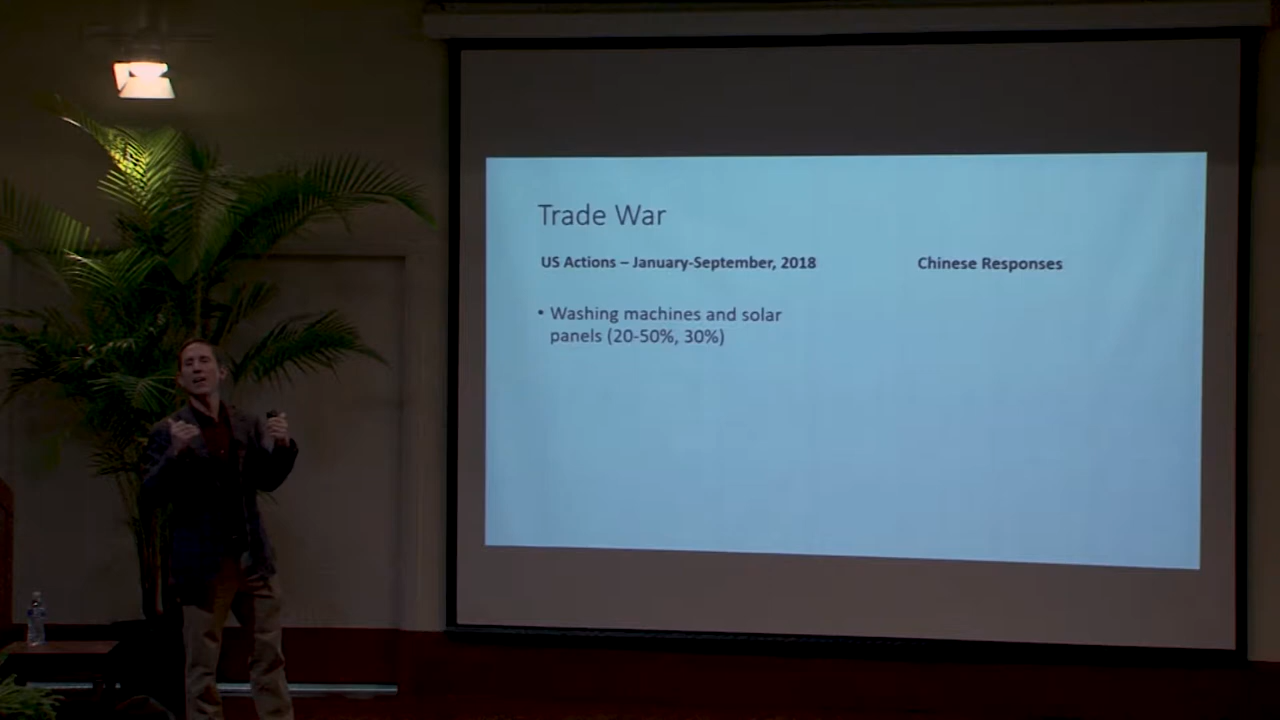 Trade War
US Actions – January-September, 2018
Chinese Responses
• Washing machines and solar
panels (20-50%, 30%)